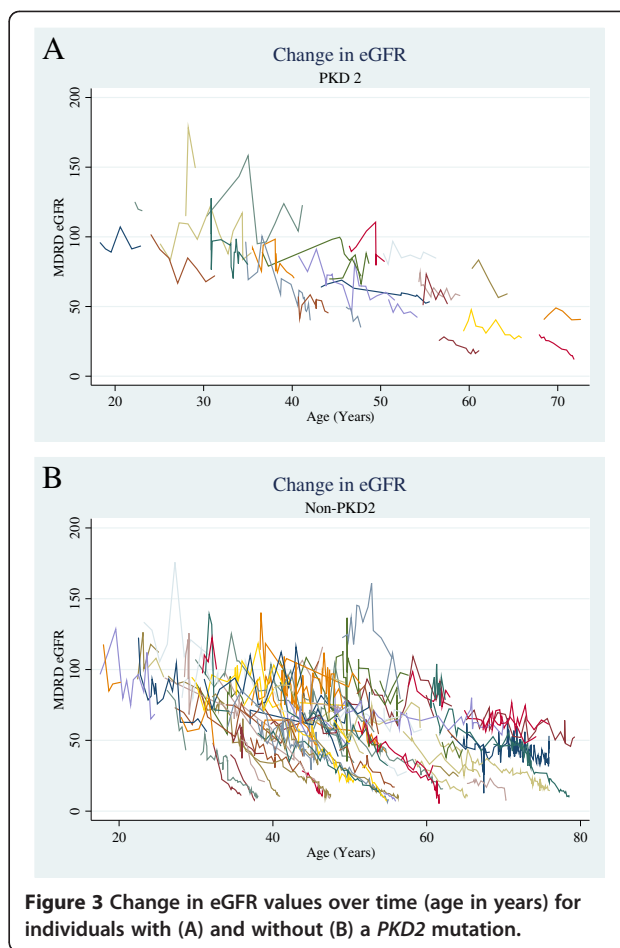 A
Change in eGFR
PKD 2
MDRD eGFR
200
150
100
50
0
20 30 40 50 60 70
Age (Years)
B
Change in eGFR
Non-PKD2
MDRD eGFR
200
150
100
50
0
20 40 60 80
Age (Years)
Figure 3 Change in eGFR values over time (age in years) for
individuals with (A) and without (B) a PKD2 mutation.